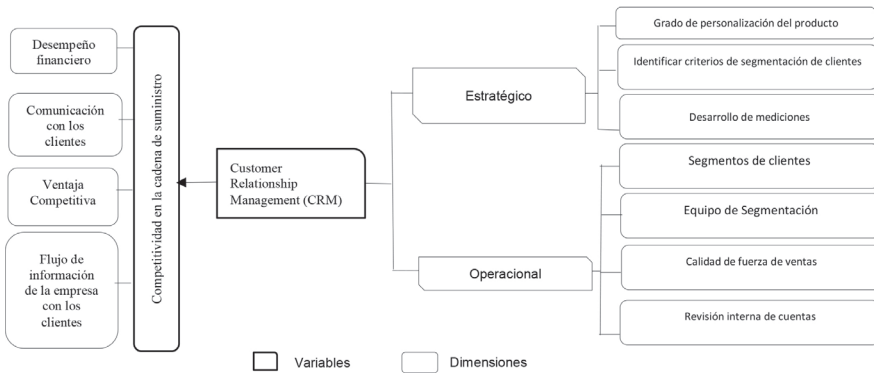 Desempeño
financiero
Comunicación
con los
clientes
Ventaja
Competitiva
Flujo de
información
de la empresa
con los
clientes
Competitividad en la cadena de suministro
Customer
Relationship
Management (CRM)
Estratégico
Operacional
Grado de personalización del producto
Identificar criterios de segmentación de clientes
Desarrollo de mediciones
Segmentos de clientes
Equipo de Segmentación
Calidad de fuerza de ventas
Revisión interna de cuentas
Variables
Dimensiones